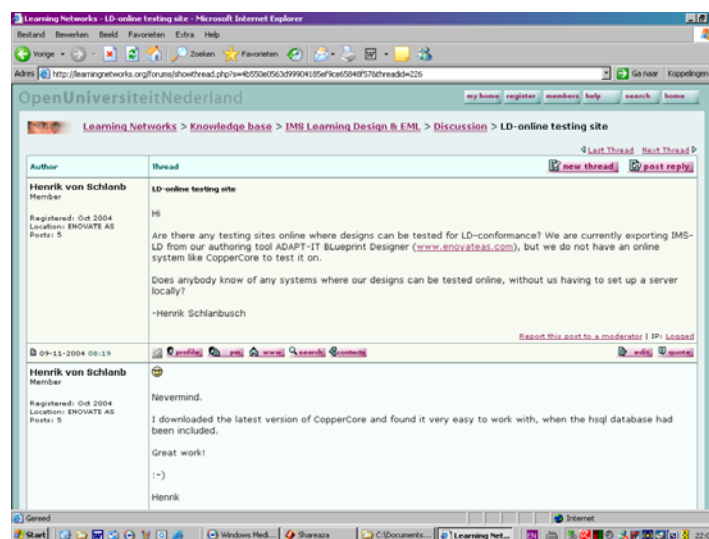 Learning Networks - LD-online testing site - Microsoft Internet Explorer
Bestand Bewerken Beeld Favorieten Extra Help
Vorige Zoeken Favorieten
Adres http://learningnetworks.org/forums/showthread.php?s=4b550e0563d99904185ef9ce65848f57&threadid=226 Ga naar Koppelingen
OpenUniversiteitNederland my home register members help search home
Learning Networks > Knowledge base > IMS Learning Design & EML > Discussion > LD-online testing site
Last Thread Next Thread
Author Thread new thread post reply
Henrik von Schlanb
Member
Registered: Oct 2004
Location: ENOVATE AS
Posts: 5
LD-online testing site
Hi
Are there any testing sites online where designs can be tested for LD-conformance? We are currently exporting IMS-
LD from our authoring tool ADAPT-IT BLueprint Designer (www.enovateas.com), but we do not have an online
system like CopperCore to test it on.
Does anybody know of any systems where our designs can be tested online, without us having to set up a server
locally?
-Henrik Schlanbusch
Report this post to a moderator | IP: Logged
09-11-2004 08:19 profile pm www search contacts edit quote
Henrik von Schlanb
Member
Registered: Oct 2004
Location: ENOVATE AS
Posts: 5
Nevermind.
I downloaded the latest version of CopperCore and found it very easy to work with, when the hsql database had
been included.
Great work!
:-)
Henrik
Gereed Internet
Start Windows Medi... Shareaza C:\Documents... Learning Net...